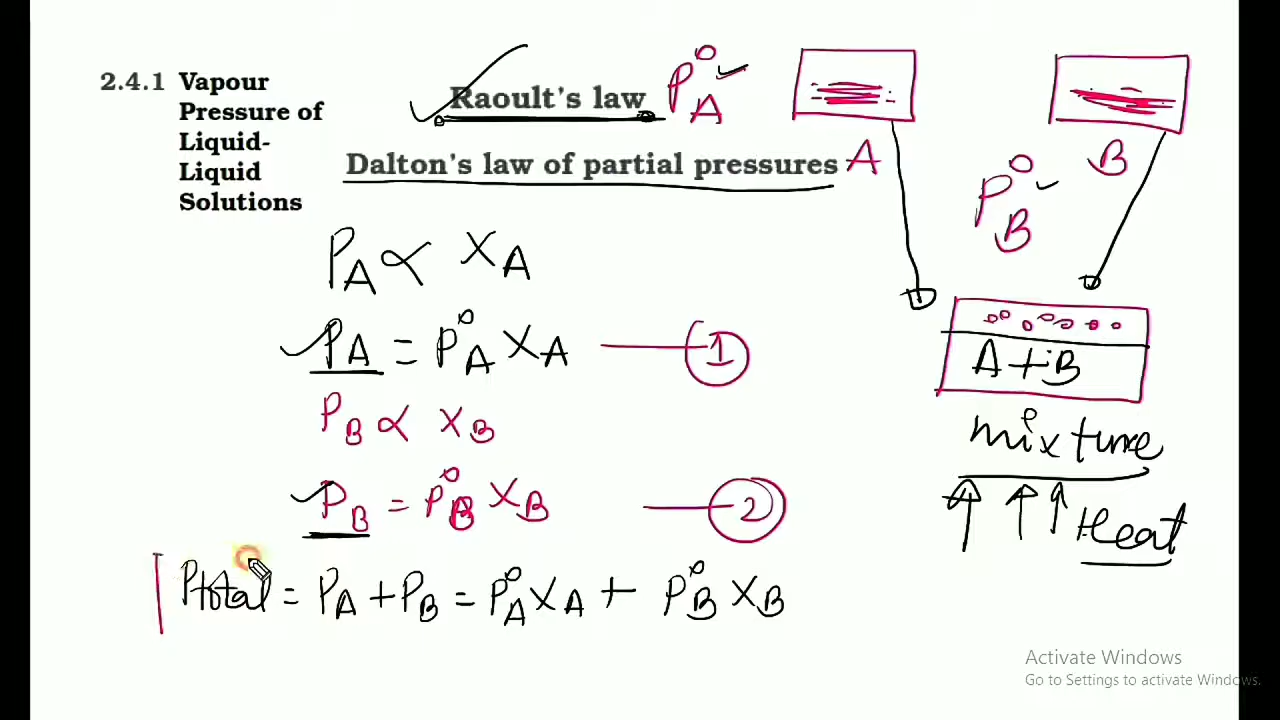 2.4.1 Vapour
Pressure of
Liquid-
Liquid
Solutions
Raoult's law
Dalton's law of partial pressures
P°A
A
P°B
B
PA ∝ XA
PA = P°A XA —— 1
PB ∝ XB
PB = P°B XB —— 2
Ptotal = PA + PB = P°A XA + P°B XB
A+B
mixture
Heat
Activate Windows
Go to Settings to activate Windows.